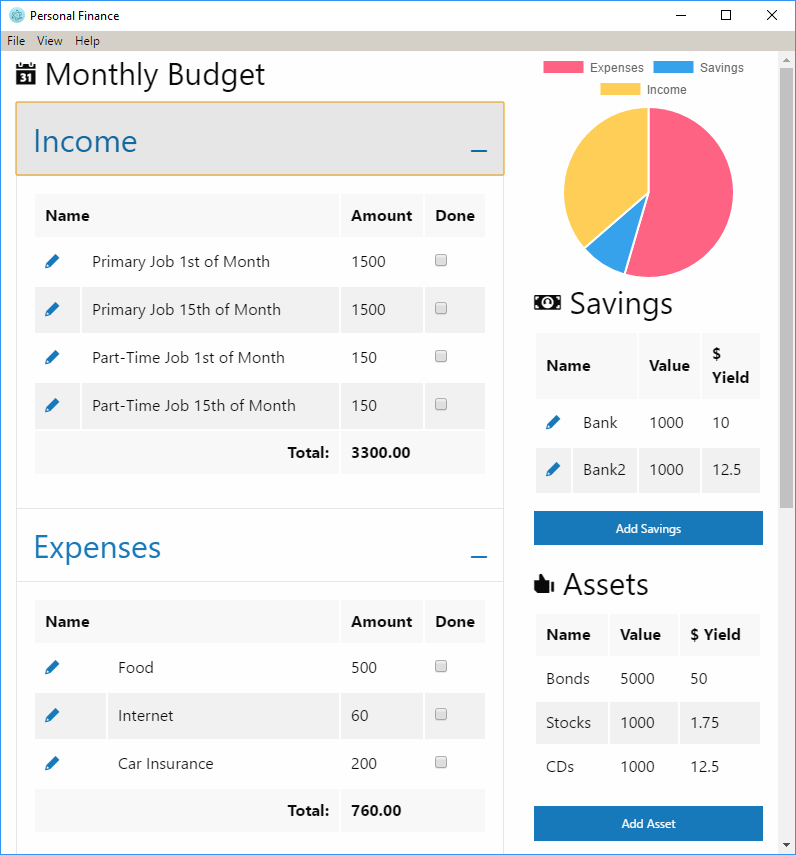 Personal Finance
File View Help
31 Monthly Budget
Income
Name Amount Done
Primary Job 1st of Month 1500
Primary Job 15th of Month 1500
Part-Time Job 1st of Month 150
Part-Time Job 15th of Month 150
Total: 3300.00
Expenses
Name Amount Done
Food 500
Internet 60
Car Insurance 200
Total: 760.00
Expenses Savings
Income
Savings
Name Value $ Yield
Bank 1000 10
Bank2 1000 12.5
Add Savings
Assets
Name Value $ Yield
Bonds 5000 50
Stocks 1000 1.75
CDs 1000 12.5
Add Asset